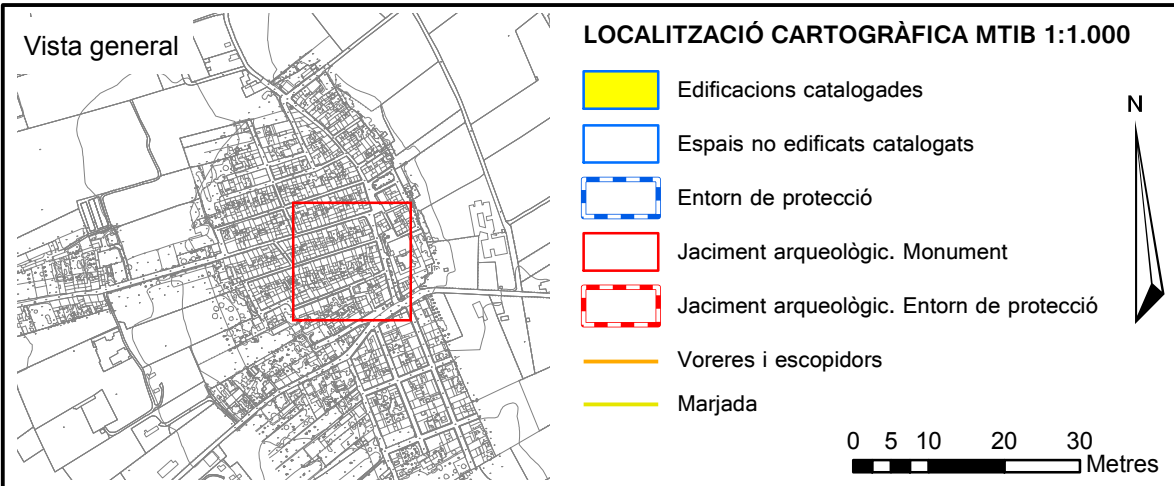 Vista general
LOCALITZACIÓ CARTOGRÀFICA MTIB 1:1.000
Edificacions catalogades
Espais no edificats catalogats
Entorn de protecció
Jaciment arqueològic. Monument
Jaciment arqueològic. Entorn de protecció
Voreres i escopidors
Marjada
N
0 5 10 20 30
Metres